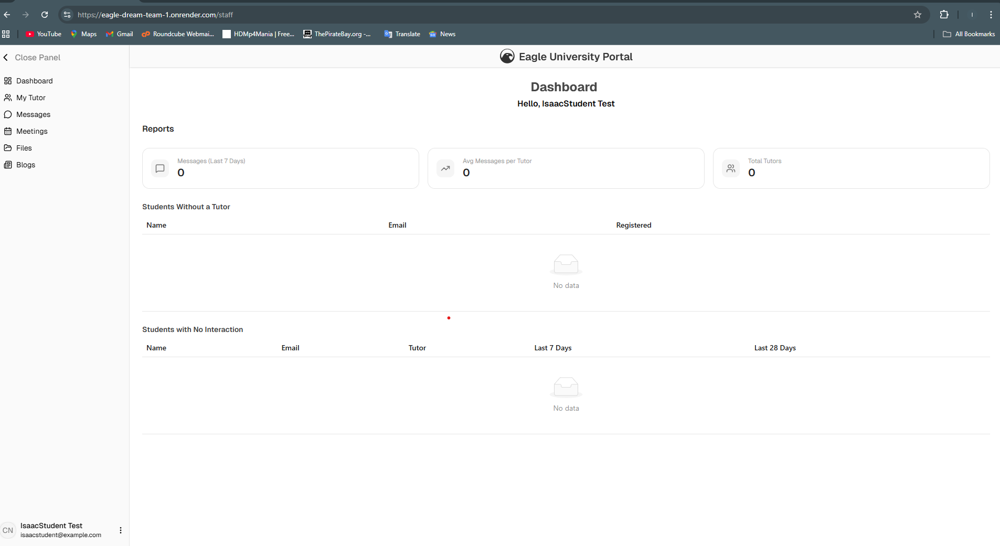 https://eagle-dream-team-1.onrender.com/staff
I
YouTube
Maps
Gmail
Roundcube Webmai...
HDMp4Mania | Free...
ThePirateBay.org -...
Translate
News
All Bookmarks
Close Panel
Eagle University Portal
Dashboard
My Tutor
Messages
Meetings
Files
Blogs
Dashboard
Hello, IsaacStudent Test
Reports
Messages (Last 7 Days)
0
Avg Messages per Tutor
0
Total Tutors
0
Students Without a Tutor
Name Email Registered
No data
Students with No Interaction
Name Email Tutor Last 7 Days Last 28 Days
No data
CN
IsaacStudent Test
isaacstudent@example.com